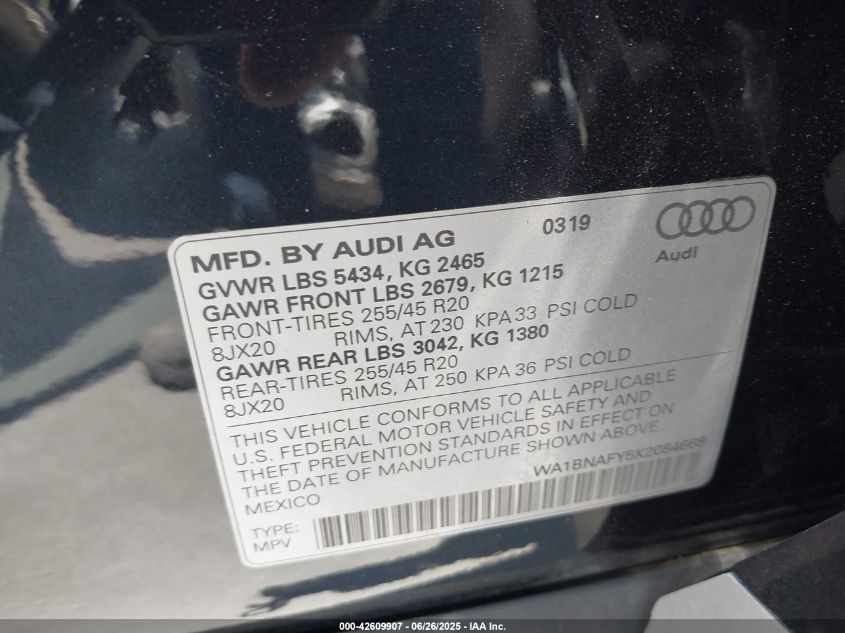 MFD. BY AUDI AG 0319
GVWR LBS 5434, KG 2465
GAWR FRONT LBS 2679, KG 1215
FRONT-TIRES 255/45 R20
8JX20 RIMS, AT 230 KPA 33 PSI COLD
GAWR REAR LBS 3042, KG 1380
REAR-TIRES 255/45 R20
8JX20 RIMS, AT 250 KPA 36 PSI COLD
Audi
THIS VEHICLE CONFORMS TO ALL APPLICABLE
U.S. FEDERAL MOTOR VEHICLE SAFETY AND
THEFT PREVENTION STANDARDS IN EFFECT ON
THE DATE OF MANUFACTURE SHOWN ABOVE.
MEXICO
WA1BNAFY5K2084668
TYPE:
MPV
000-42609907 - 06/26/2025 - IAA Inc.